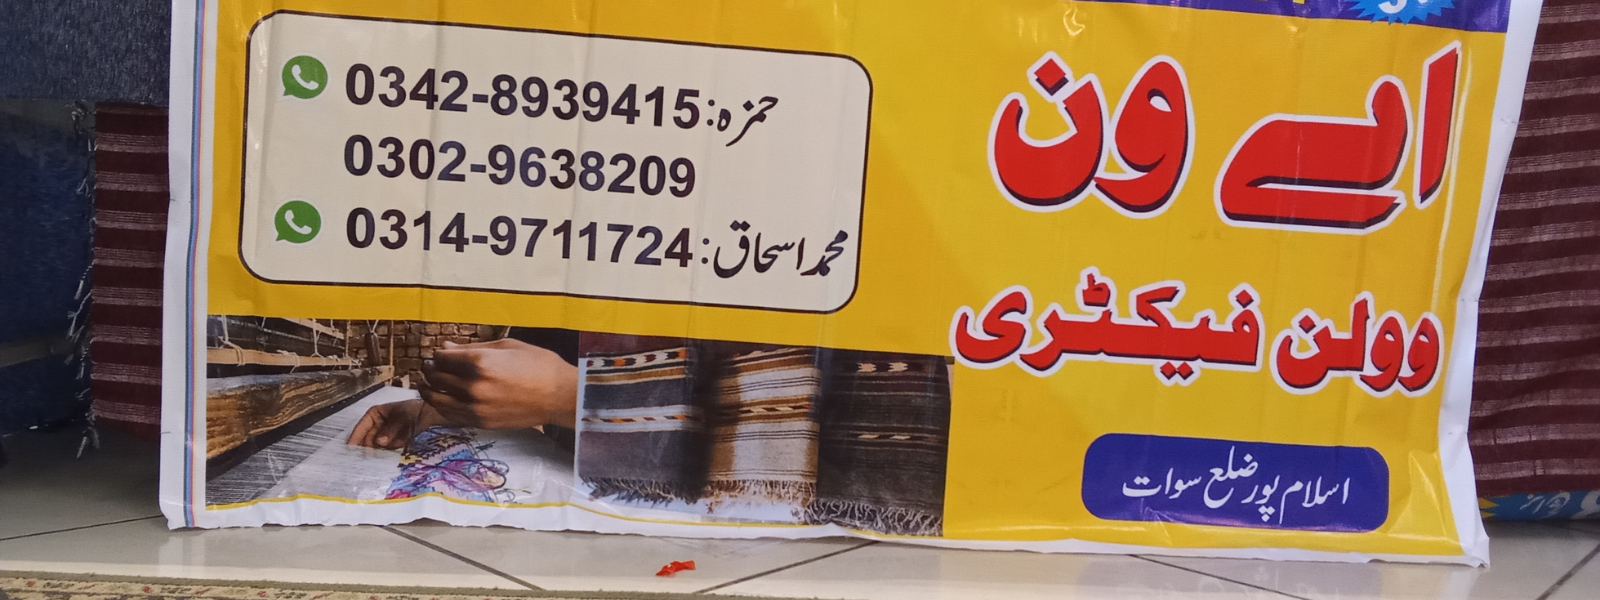 اے ون
وولن فیکٹری
اسلام پور ضلع سوات
حمزہ: 0342-8939415
0302-9638209
محمد اسحاق: 0314-9711724